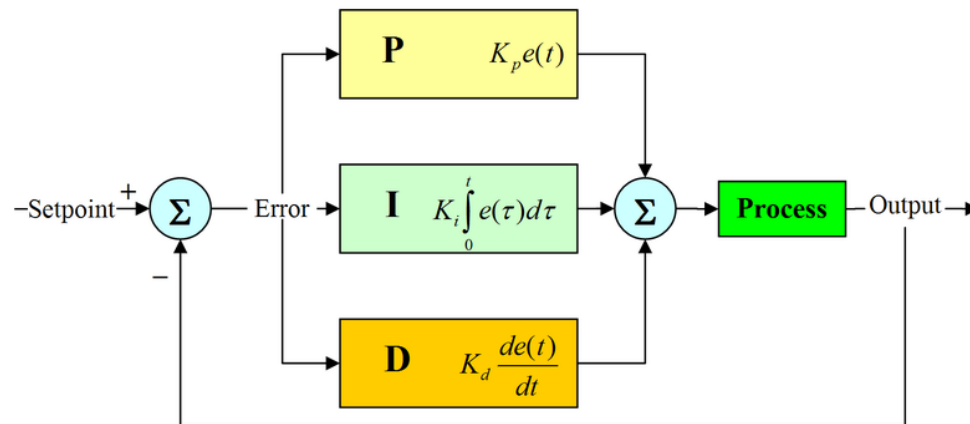 P K_p e(t)
+
–Setpoint Σ Error I K_i ∫_0^t e(τ)dτ Σ Process Output
–
D K_d de(t)/dt